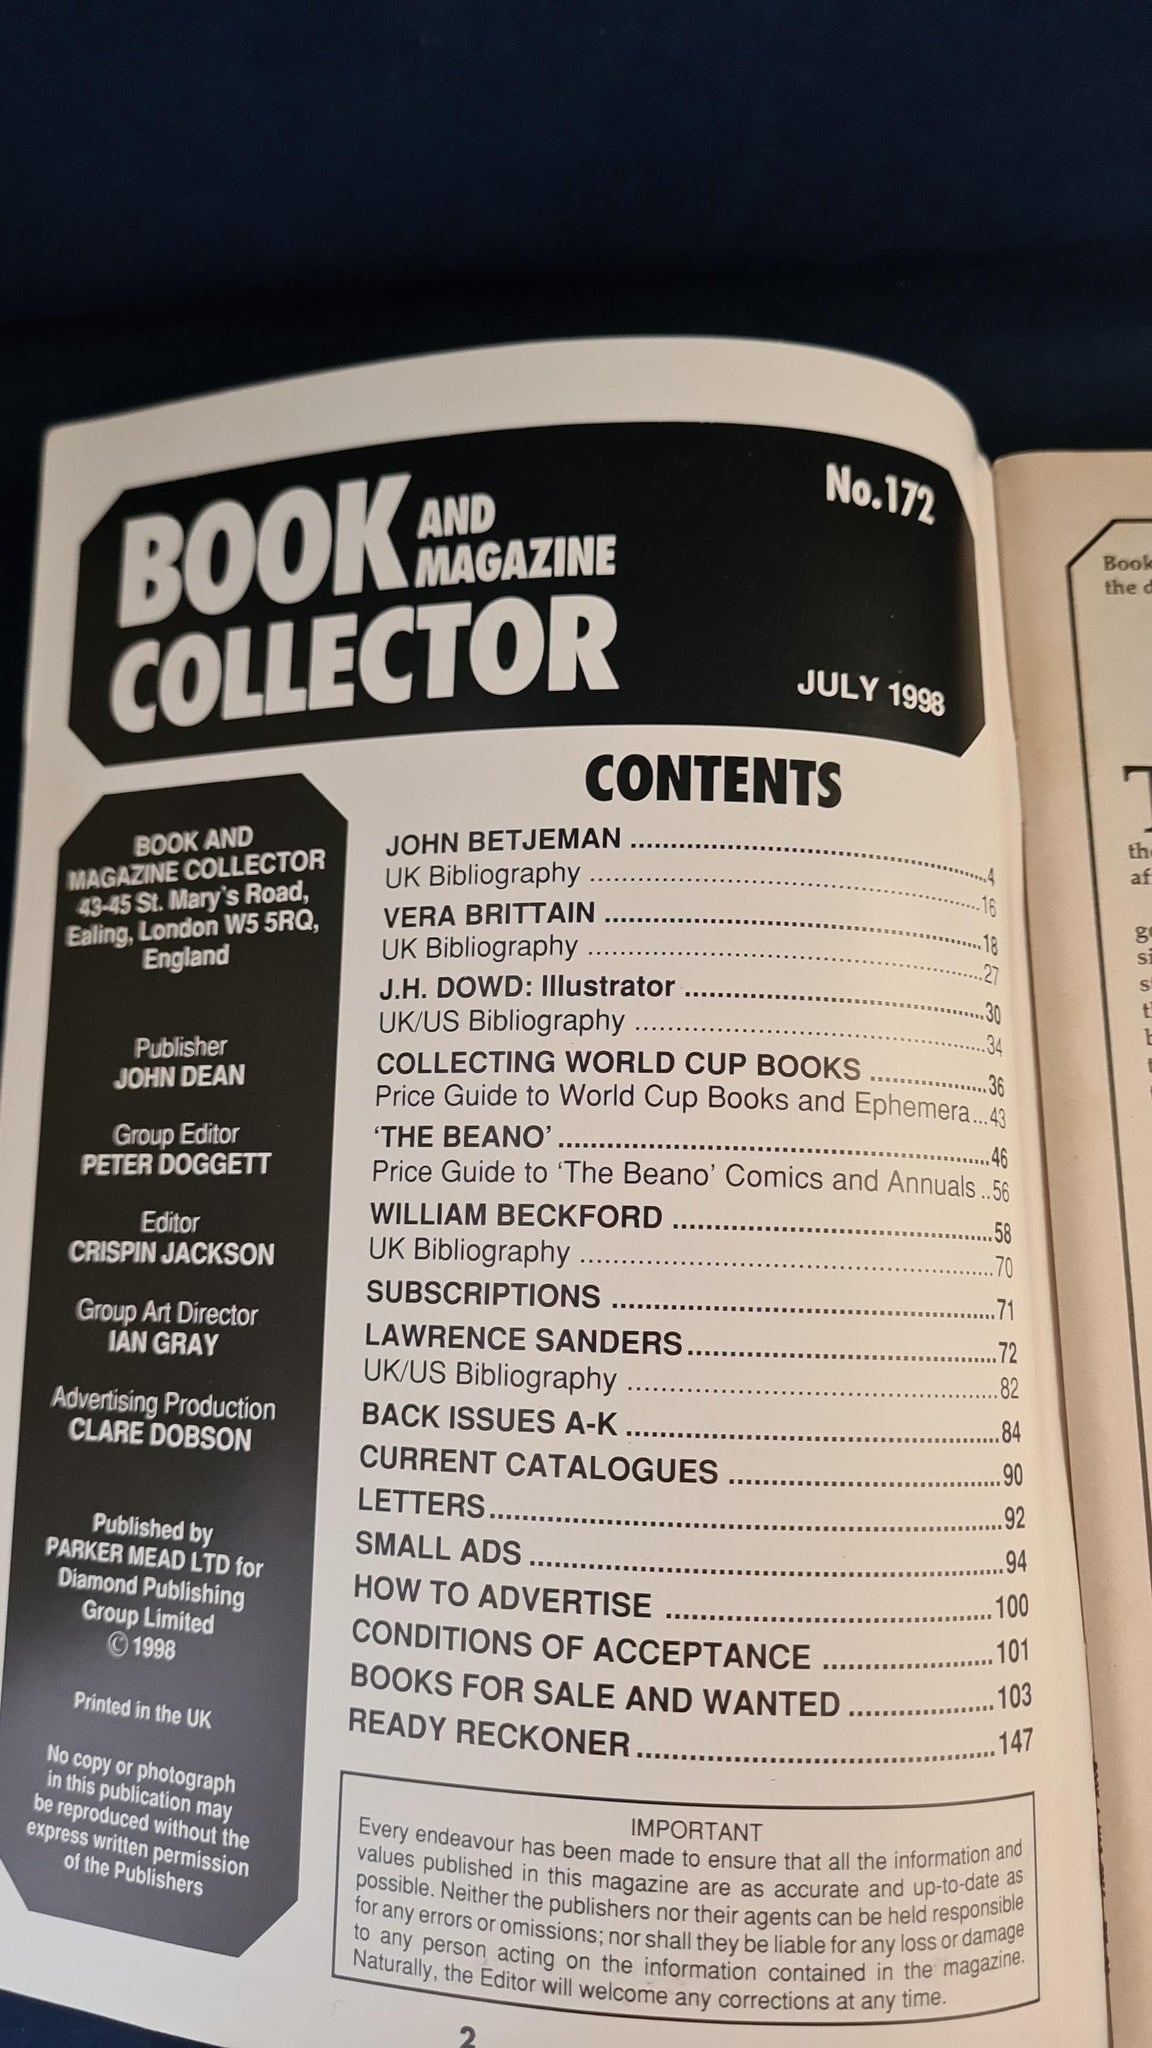 BOOK AND MAGAZINE
COLLECTOR
No.172
JULY 1998
BOOK AND
MAGAZINE COLLECTOR
43-45 St. Mary's Road,
Ealing, London W5 5RQ,
England
Publisher
JOHN DEAN
Group Editor
PETER DOGGETT
Editor
CRISPIN JACKSON
Group Art Director
IAN GRAY
Advertising Production
CLARE DOBSON
Published by
PARKER MEAD LTD for
Diamond Publishing
Group Limited
© 1998
Printed in the UK
No copy or photograph
in this publication may
be reproduced without the
express written permission
of the Publishers
CONTENTS
JOHN BETJEMAN ..........4
UK Bibliography ..........16
VERA BRITTAIN ..........18
UK Bibliography ..........27
J.H. DOWD: Illustrator ..........30
UK/US Bibliography ..........34
COLLECTING WORLD CUP BOOKS ..........36
Price Guide to World Cup Books and Ephemera...43
'THE BEANO' ..........46
Price Guide to 'The Beano' Comics and Annuals..56
WILLIAM BECKFORD ..........58
UK Bibliography ..........70
SUBSCRIPTIONS ..........71
LAWRENCE SANDERS..........72
UK/US Bibliography ..........82
BACK ISSUES A-K ..........84
CURRENT CATALOGUES ..........90
LETTERS..........92
SMALL ADS ..........94
HOW TO ADVERTISE ..........100
CONDITIONS OF ACCEPTANCE ..........101
BOOKS FOR SALE AND WANTED ..........103
READY RECKONER ..........147
IMPORTANT
Every endeavour has been made to ensure that all the information and
values published in this magazine are as accurate and up-to-date as
possible. Neither the publishers nor their agents can be held responsible
for any errors or omissions; nor shall they be liable for any loss or damage
to any person acting on the information contained in the magazine.
Naturally, the Editor will welcome any corrections at any time.
2
Book
the